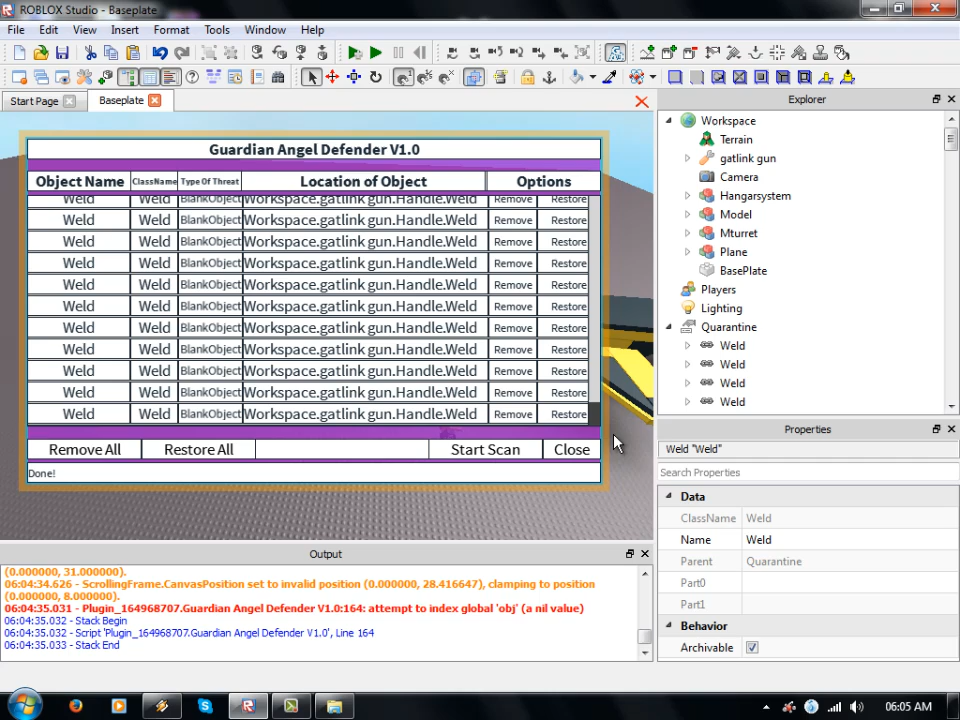 ROBLOX Studio - Baseplate
File Edit View Insert Format Tools Window Help
Start Page Baseplate
Guardian Angel Defender V1.0
Object Name ClassName Type Of Threat Location of Object Options
Weld Weld BlankObject Workspace.gatlink gun.Handle.Weld Remove Restore
Weld Weld BlankObject Workspace.gatlink gun.Handle.Weld Remove Restore
Weld Weld BlankObject Workspace.gatlink gun.Handle.Weld Remove Restore
Weld Weld BlankObject Workspace.gatlink gun.Handle.Weld Remove Restore
Weld Weld BlankObject Workspace.gatlink gun.Handle.Weld Remove Restore
Weld Weld BlankObject Workspace.gatlink gun.Handle.Weld Remove Restore
Weld Weld BlankObject Workspace.gatlink gun.Handle.Weld Remove Restore
Weld Weld BlankObject Workspace.gatlink gun.Handle.Weld Remove Restore
Weld Weld BlankObject Workspace.gatlink gun.Handle.Weld Remove Restore
Weld Weld BlankObject Workspace.gatlink gun.Handle.Weld Remove Restore
Weld Weld BlankObject Workspace.gatlink gun.Handle.Weld Remove Restore
Remove All Restore All Start Scan Close
Done!
Explorer
Workspace
Terrain
gatlink gun
Camera
Hangarsystem
Model
Mturret
Plane
BasePlate
Players
Lighting
Quarantine
Weld
Weld
Weld
Weld
Properties
Weld "Weld"
Search Properties
Data
ClassName Weld
Name Weld
Parent Quarantine
Part0
Part1
Behavior
Archivable
Output
(0.000000, 31.000000).
06:04:34.626 - ScrollingFrame.CanvasPosition set to invalid position (0.000000, 28.416647), clamping to position
(0.000000, 8.000000).
06:04:35.031 - Plugin_164968707.Guardian Angel Defender V1.0:164: attempt to index global 'obj' (a nil value)
06:04:35.032 - Stack Begin
06:04:35.032 - Script 'Plugin_164968707.Guardian Angel Defender V1.0', Line 164
06:04:35.033 - Stack End
06:05 AM